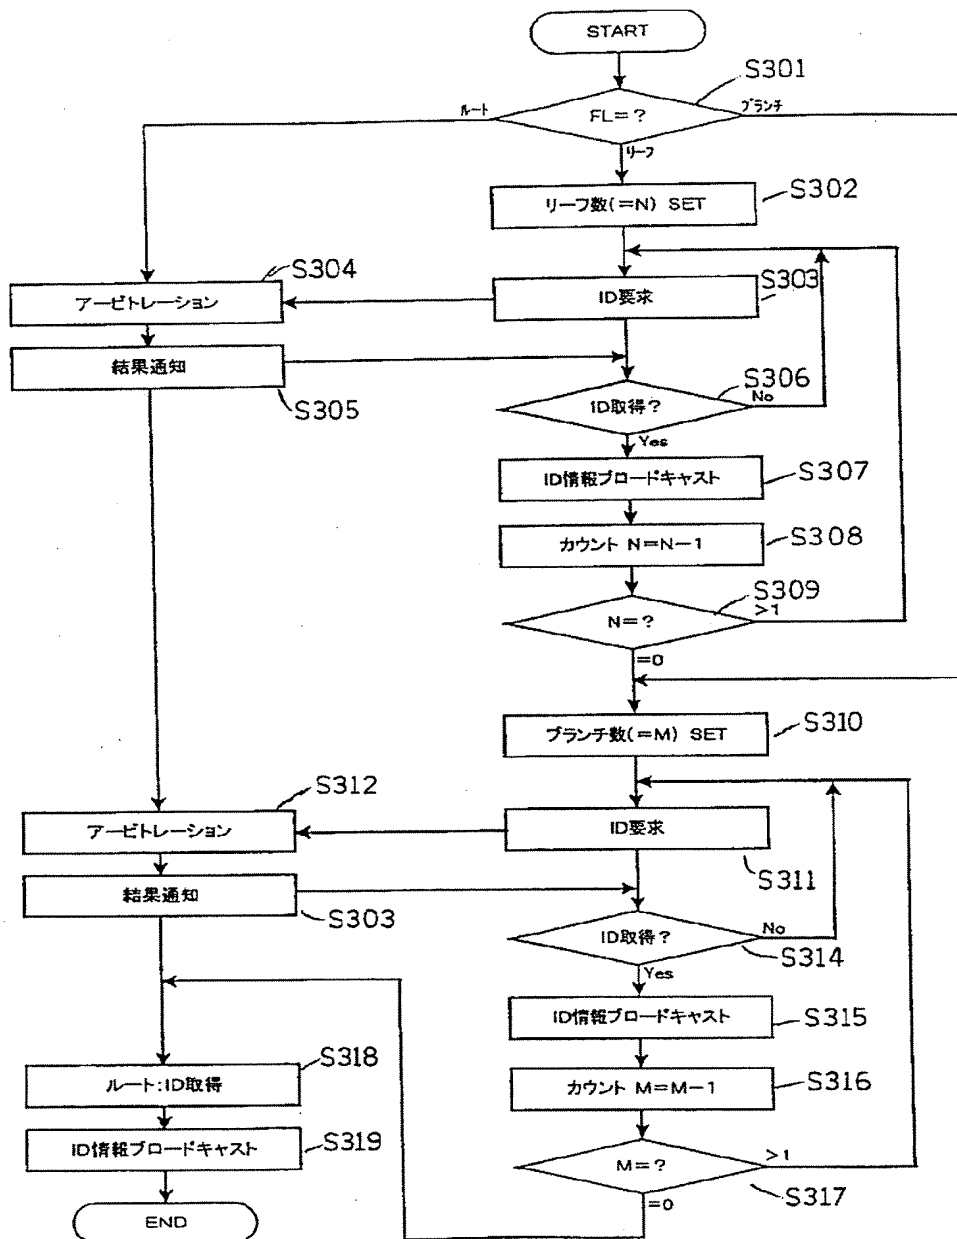 START
S301
ルート
FL=?
ブランチ
リーフ
リーフ数(=N) SET
S302
S304
アービトレーション
ID要求
S303
結果通知
S305
ID取得?
S306
No
Yes
ID情報ブロードキャスト
S307
カウント N=N-1
S308
S309
N=?
>1
=0
ブランチ数(=M) SET
S310
S312
アービトレーション
ID要求
S311
結果通知
S303
ID取得?
No
S314
Yes
ID情報ブロードキャスト
S315
S318
ルート:ID取得
カウント M=M-1
S316
ID情報ブロードキャスト
S319
M=?
>1
S317
=0
END